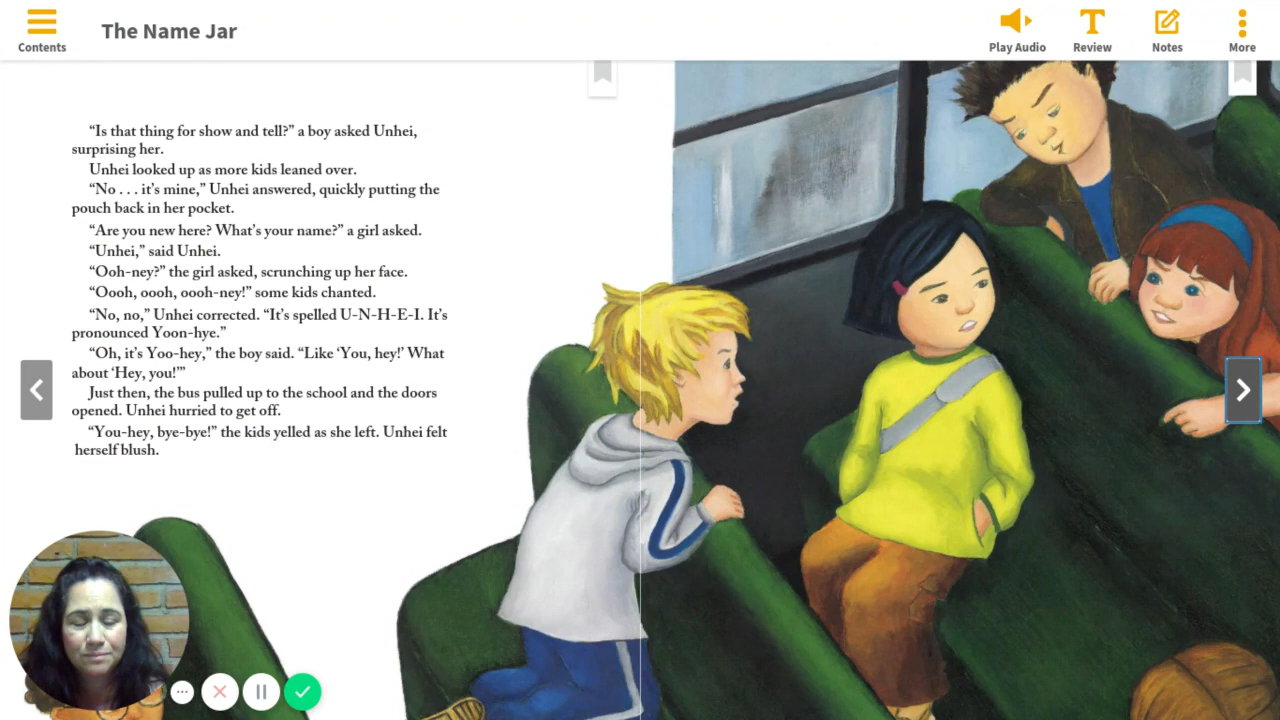 The Name Jar
Contents
Play Audio
Review
Notes
More
“Is that thing for show and tell?” a boy asked Unhei,
surprising her.
Unhei looked up as more kids leaned over.
“No . . . it’s mine,” Unhei answered, quickly putting the
pouch back in her pocket.
“Are you new here? What’s your name?” a girl asked.
“Unhei,” said Unhei.
“Ooh-ney?” the girl asked, scrunching up her face.
“Oooh, oooh, oooh-ney!” some kids chanted.
“No, no,” Unhei corrected. “It’s spelled U-N-H-E-I. It’s
pronounced Yoon-hye.”
“Oh, it’s Yoo-hey,” the boy said. “Like ‘You, hey!’ What
about ‘Hey, you!’”
Just then, the bus pulled up to the school and the doors
opened. Unhei hurried to get off.
“You-hey, bye-bye!” the kids yelled as she left. Unhei felt
herself blush.